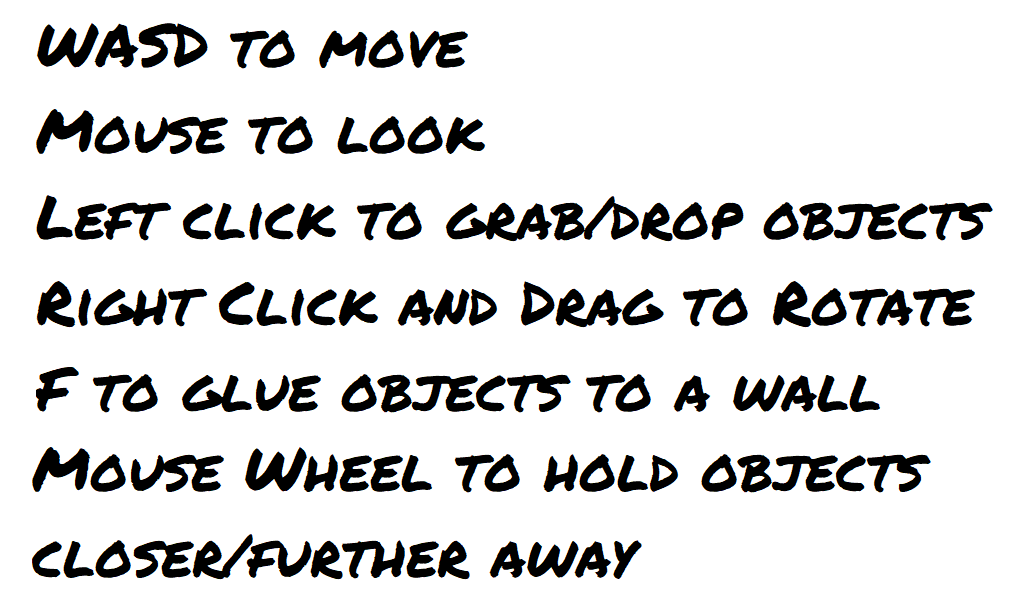 WASD to move
Mouse to look
Left click to grab/drop objects
Right Click and Drag to Rotate
F to glue objects to a wall
Mouse Wheel to hold objects
closer/further away